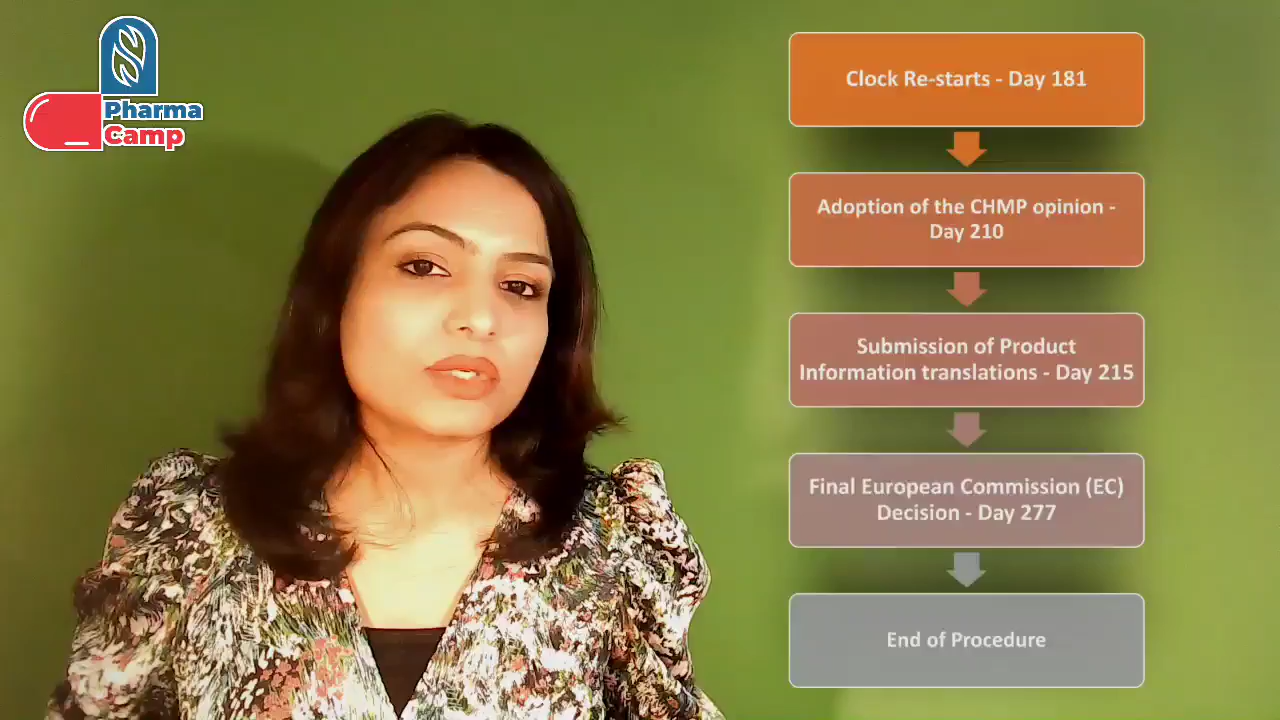 Pharma
Camp
Clock Re-starts - Day 181
Adoption of the CHMP opinion -
Day 210
Submission of Product
Information translations - Day 215
Final European Commission (EC)
Decision - Day 277
End of Procedure